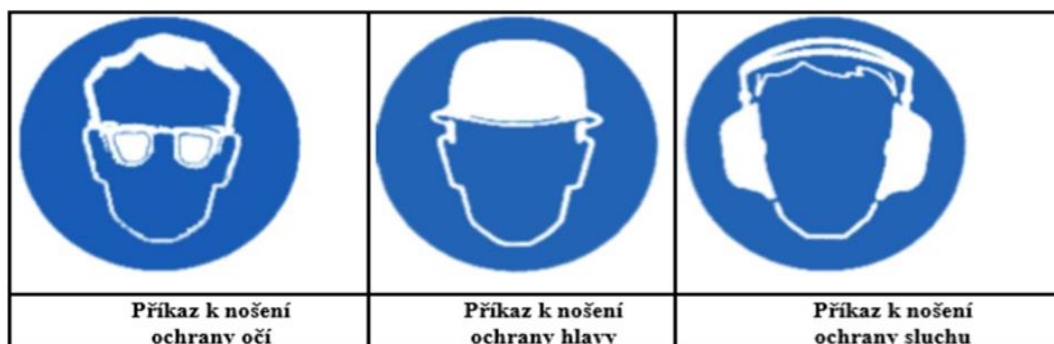 Příkaz k nošení
ochrany očí
Příkaz k nošení
ochrany hlavy
Příkaz k nošení
ochrany sluchu